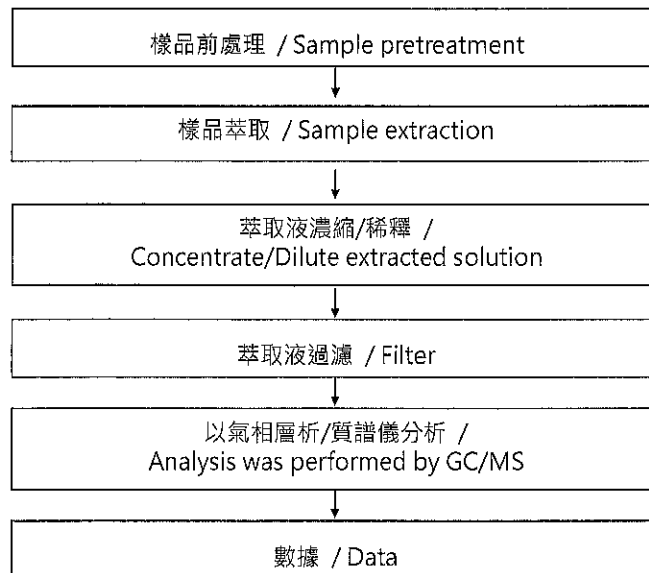 樣品前處理 / Sample pretreatment
樣品萃取 / Sample extraction
萃取液濃縮/稀釋 /
Concentrate/Dilute extracted solution
萃取液過濾 / Filter
以氣相層析/質譜儀分析 /
Analysis was performed by GC/MS
數據 / Data